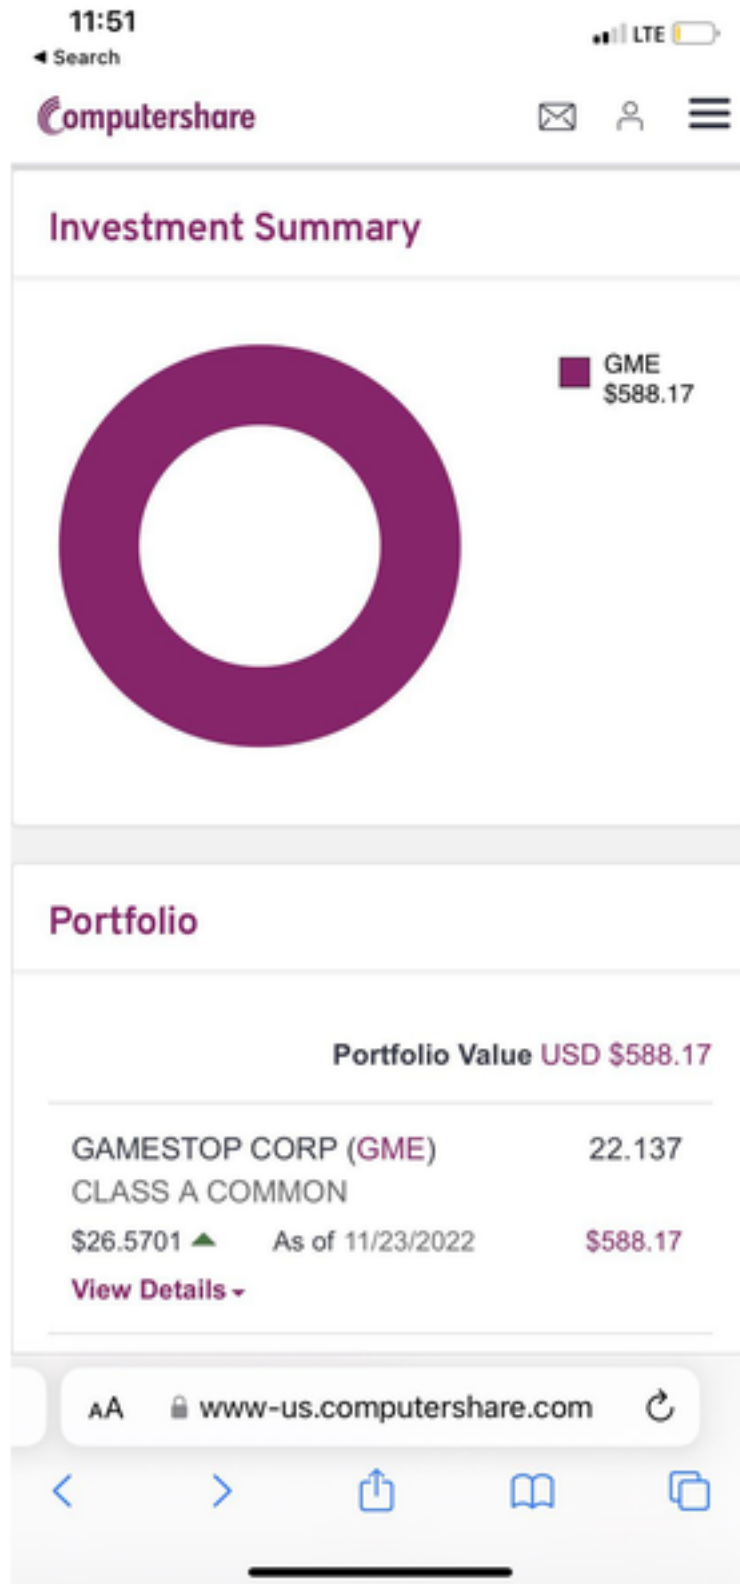 11:51
LTE
◀ Search
Computershare
Investment Summary
GME
$588.17
Portfolio
Portfolio Value USD $588.17
GAMESTOP CORP (GME) 22.137
CLASS A COMMON
$26.5701 As of 11/23/2022 $588.17
View Details
AA www-us.computershare.com